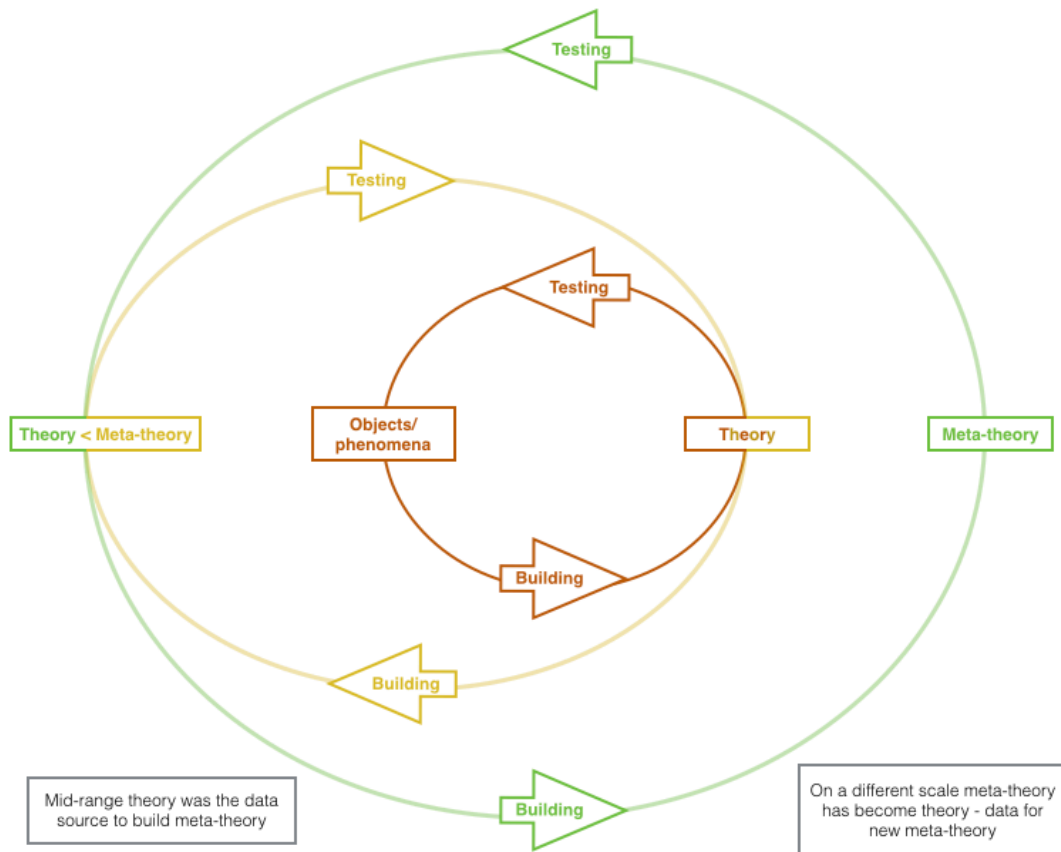 Testing
Testing
Testing
Theory < Meta-theory
Objects/
phenomena
Theory
Meta-theory
Building
Building
Building
Mid-range theory was the data
source to build meta-theory
On a different scale meta-theory
has become theory - data for
new meta-theory